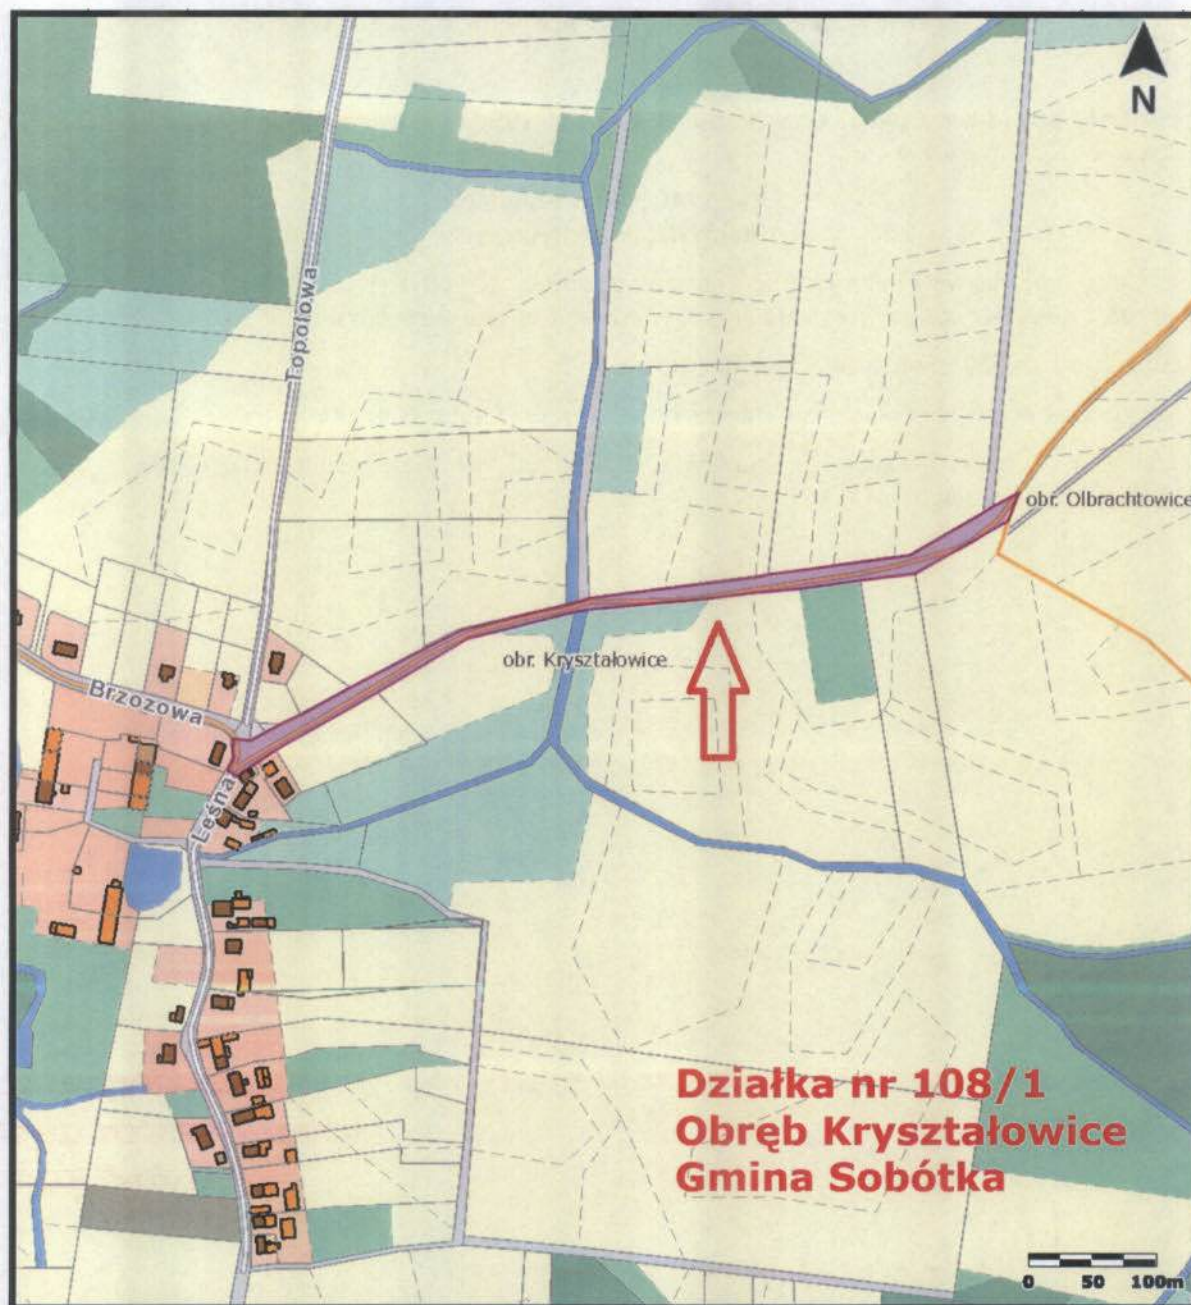 N
Topolowa
obr. Olbrachtowice
obr. Kryształowice
Brzozowa
Leśna
Działka nr 108/1
Obręb Kryształowice
Gmina Sobótka
0 50 100m